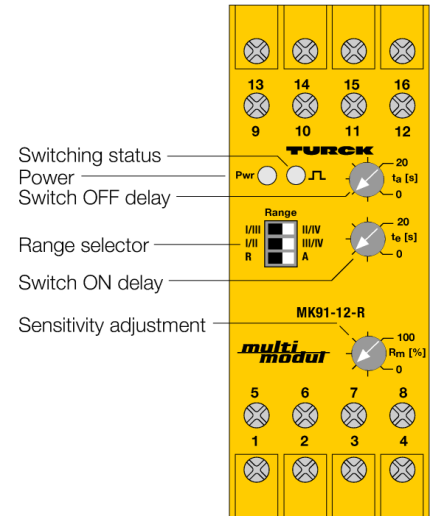 13 14 15 16
9 10 11 12
TURCK
Switching status
Power
Switch OFF delay
Pwr
20
ta [s]
0
Range
I/III II/IV
I/II III/IV
R A
20
te [s]
0
Range selector
Switch ON delay
MK91-12-R
Sensitivity adjustment
multi
modul
100
Rm [%]
0
5 6 7 8
1 2 3 4